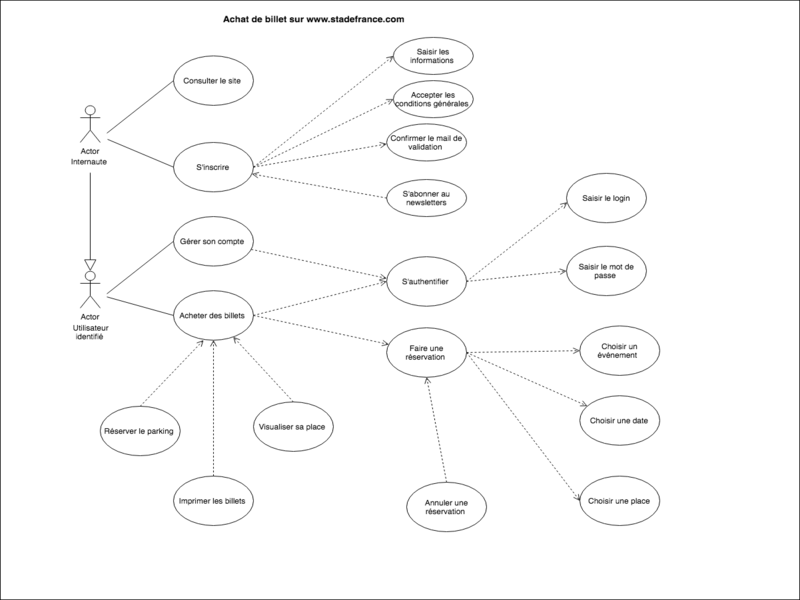 Achat de billet sur www.stadefrance.com
Saisir les
informations
Consulter le site
Accepter les
conditions générales
Actor
Internaute
Confirmer le mail de
validation
S'inscrire
S'abonner au
newsletters
Saisir le login
Gérer son compte
S'authentifier
Saisir le mot de
passe
Actor
Utilisateur
identifié
Acheter des billets
Faire une
réservation
Choisir un
événement
Choisir une date
Réserver le parking
Visualiser sa place
Imprimer les billets
Annuler une
réservation
Choisir une place